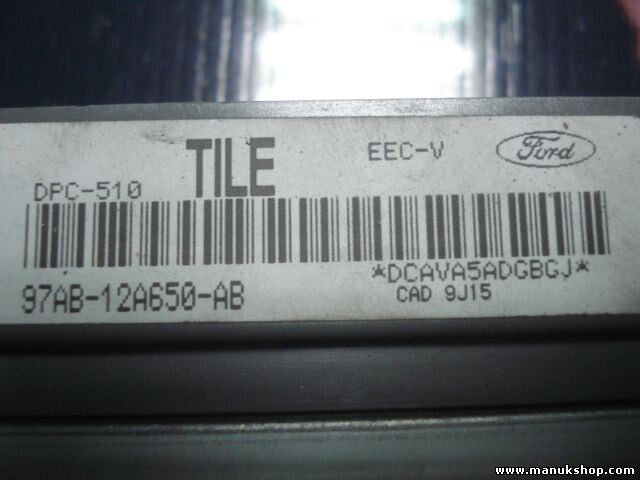 TILE
EEC-V
Ford
DPC-510
*DCAVA5ADGBGJ*
97AB-12A650-AB
CAD 9J15
www.manukshop.com